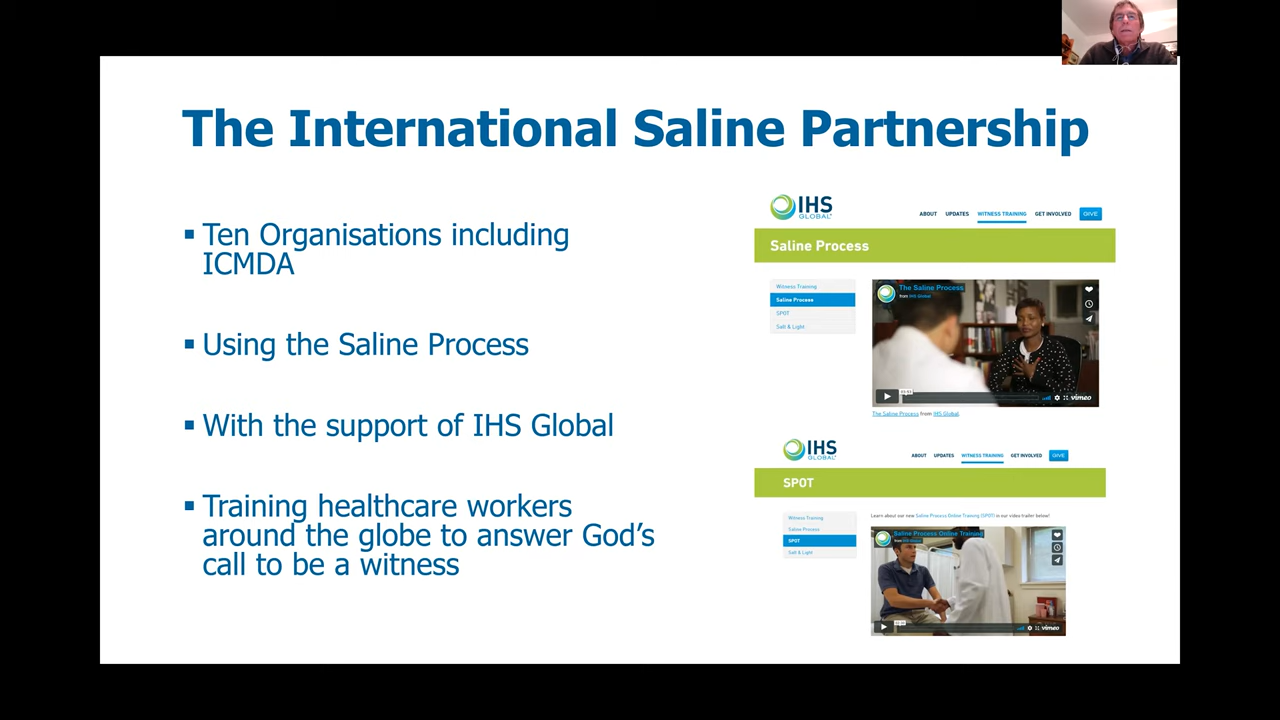 The International Saline Partnership
▪ Ten Organisations including
ICMDA
▪ Using the Saline Process
▪ With the support of IHS Global
▪ Training healthcare workers
around the globe to answer God’s
call to be a witness
IHS
GLOBAL
ABOUT UPDATES WITNESS TRAINING GET INVOLVED GIVE
Saline Process
Witness Training
Saline Process
SPOT
Salt & Light
The Saline Process
from IHS Global
vimeo
The Saline Process from IHS Global.
IHS
GLOBAL
ABOUT UPDATES WITNESS TRAINING GET INVOLVED GIVE
SPOT
Witness Training
Saline Process
SPOT
Salt & Light
Learn about our new Saline Process Online Training (SPOT) in our video trailer below!
Saline Process Online Training
from IHS Global
vimeo